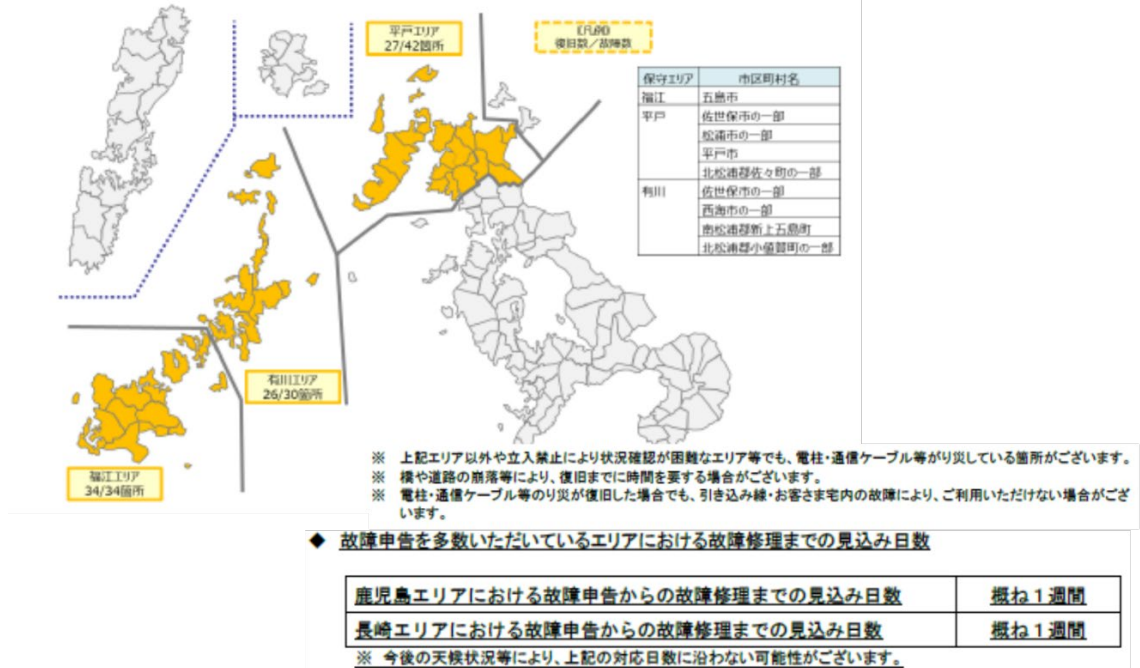 平戸エリア
27/42箇所
【凡例】
復旧数／故障数
保守エリア 市区町村名
福江 五島市
平戸 佐世保市の一部
松浦市の一部
平戸市
北松浦郡佐々町の一部
有川 佐世保市の一部
西海市の一部
南松浦郡新上五島町
北松浦郡小値賀町の一部
有川エリア
26/30箇所
福江エリア
34/34箇所
※ 上記エリア以外や立入禁止により状況確認が困難なエリア等でも、電柱・通信ケーブル等がり災している箇所がございます。
※ 橋や道路の崩落等により、復旧までに時間を要する場合がございます。
※ 電柱・通信ケーブル等のり災が復旧した場合でも、引き込み線・お客さま宅内の故障により、ご利用いただけない場合がござ
います。
◆ 故障申告を多数いただいているエリアにおける故障修理までの見込み日数
鹿児島エリアにおける故障申告からの故障修理までの見込み日数 概ね１週間
長崎エリアにおける故障申告からの故障修理までの見込み日数 概ね１週間
※ 今後の天候状況等により、上記の対応日数に沿わない可能性がございます。